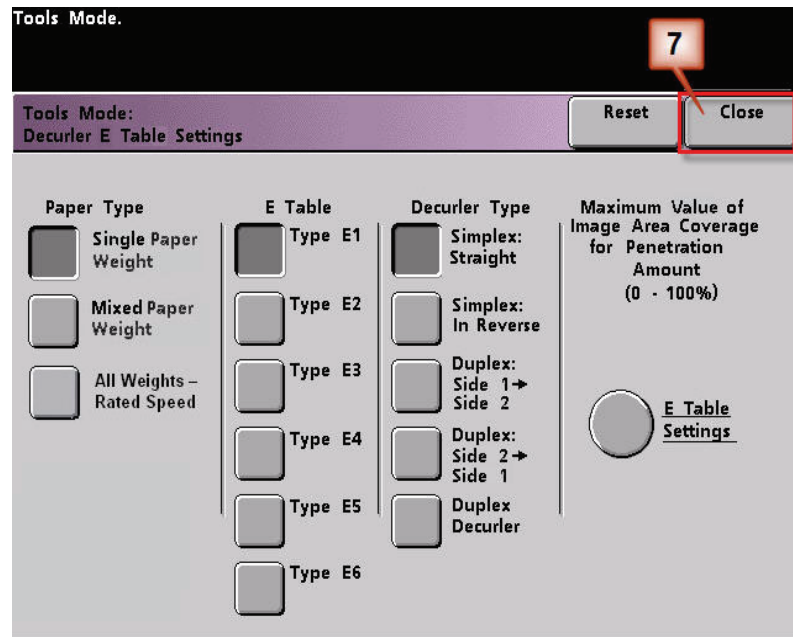 Tools Mode.
7
Tools Mode:
Decurler E Table Settings
Reset
Close
Paper Type
Single Paper
Weight
Mixed Paper
Weight
All Weights –
Rated Speed
E Table
Type E1
Type E2
Type E3
Type E4
Type E5
Type E6
Decurler Type
Simplex:
Straight
Simplex:
In Reverse
Duplex:
Side 1→
Side 2
Duplex:
Side 2→
Side 1
Duplex
Decurler
Maximum Value of
Image Area Coverage
for Penetration
Amount
(0 - 100%)
E Table
Settings